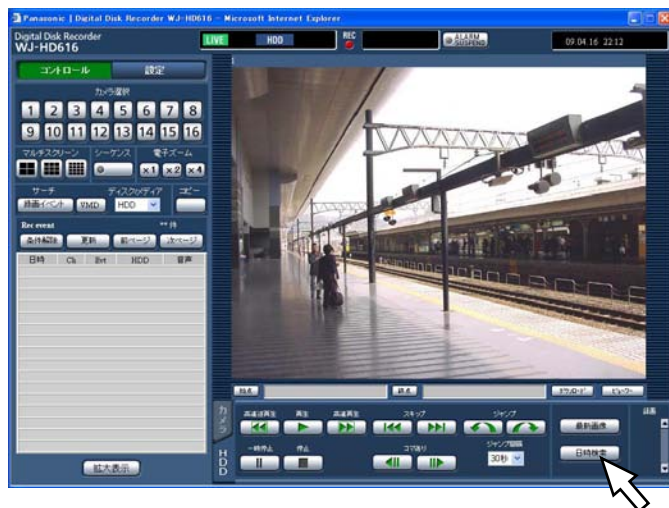 Panasonic | Digital Disk Recorder WJ-HD616 - Microsoft Internet Explorer
Digital Disk Recorder
WJ-HD616
LIVE HDD REC ALARM SUSPEND 09.04.16 22:12
コントロール 設定
カメラ選択
1 2 3 4 5 6 7 8
9 10 11 12 13 14 15 16
マルチスクリーン シーケンス 電子ズーム
×1 ×2 ×4
サーチ ディスク/メディア コピー
録画イベント VMD HDD
Rec event ** 件
条件解除 更新 前ページ 次ページ
日時 Ch Evt HDD 音声
拡大表示
始点 終点 ダウンロード ビューワー
カメラ
HDD
高速逆再生 再生 高速再生 スキップ ジャンプ
最新画像
録画
一時停止 停止 コマ送り ジャンプ間隔
30秒
日時検索